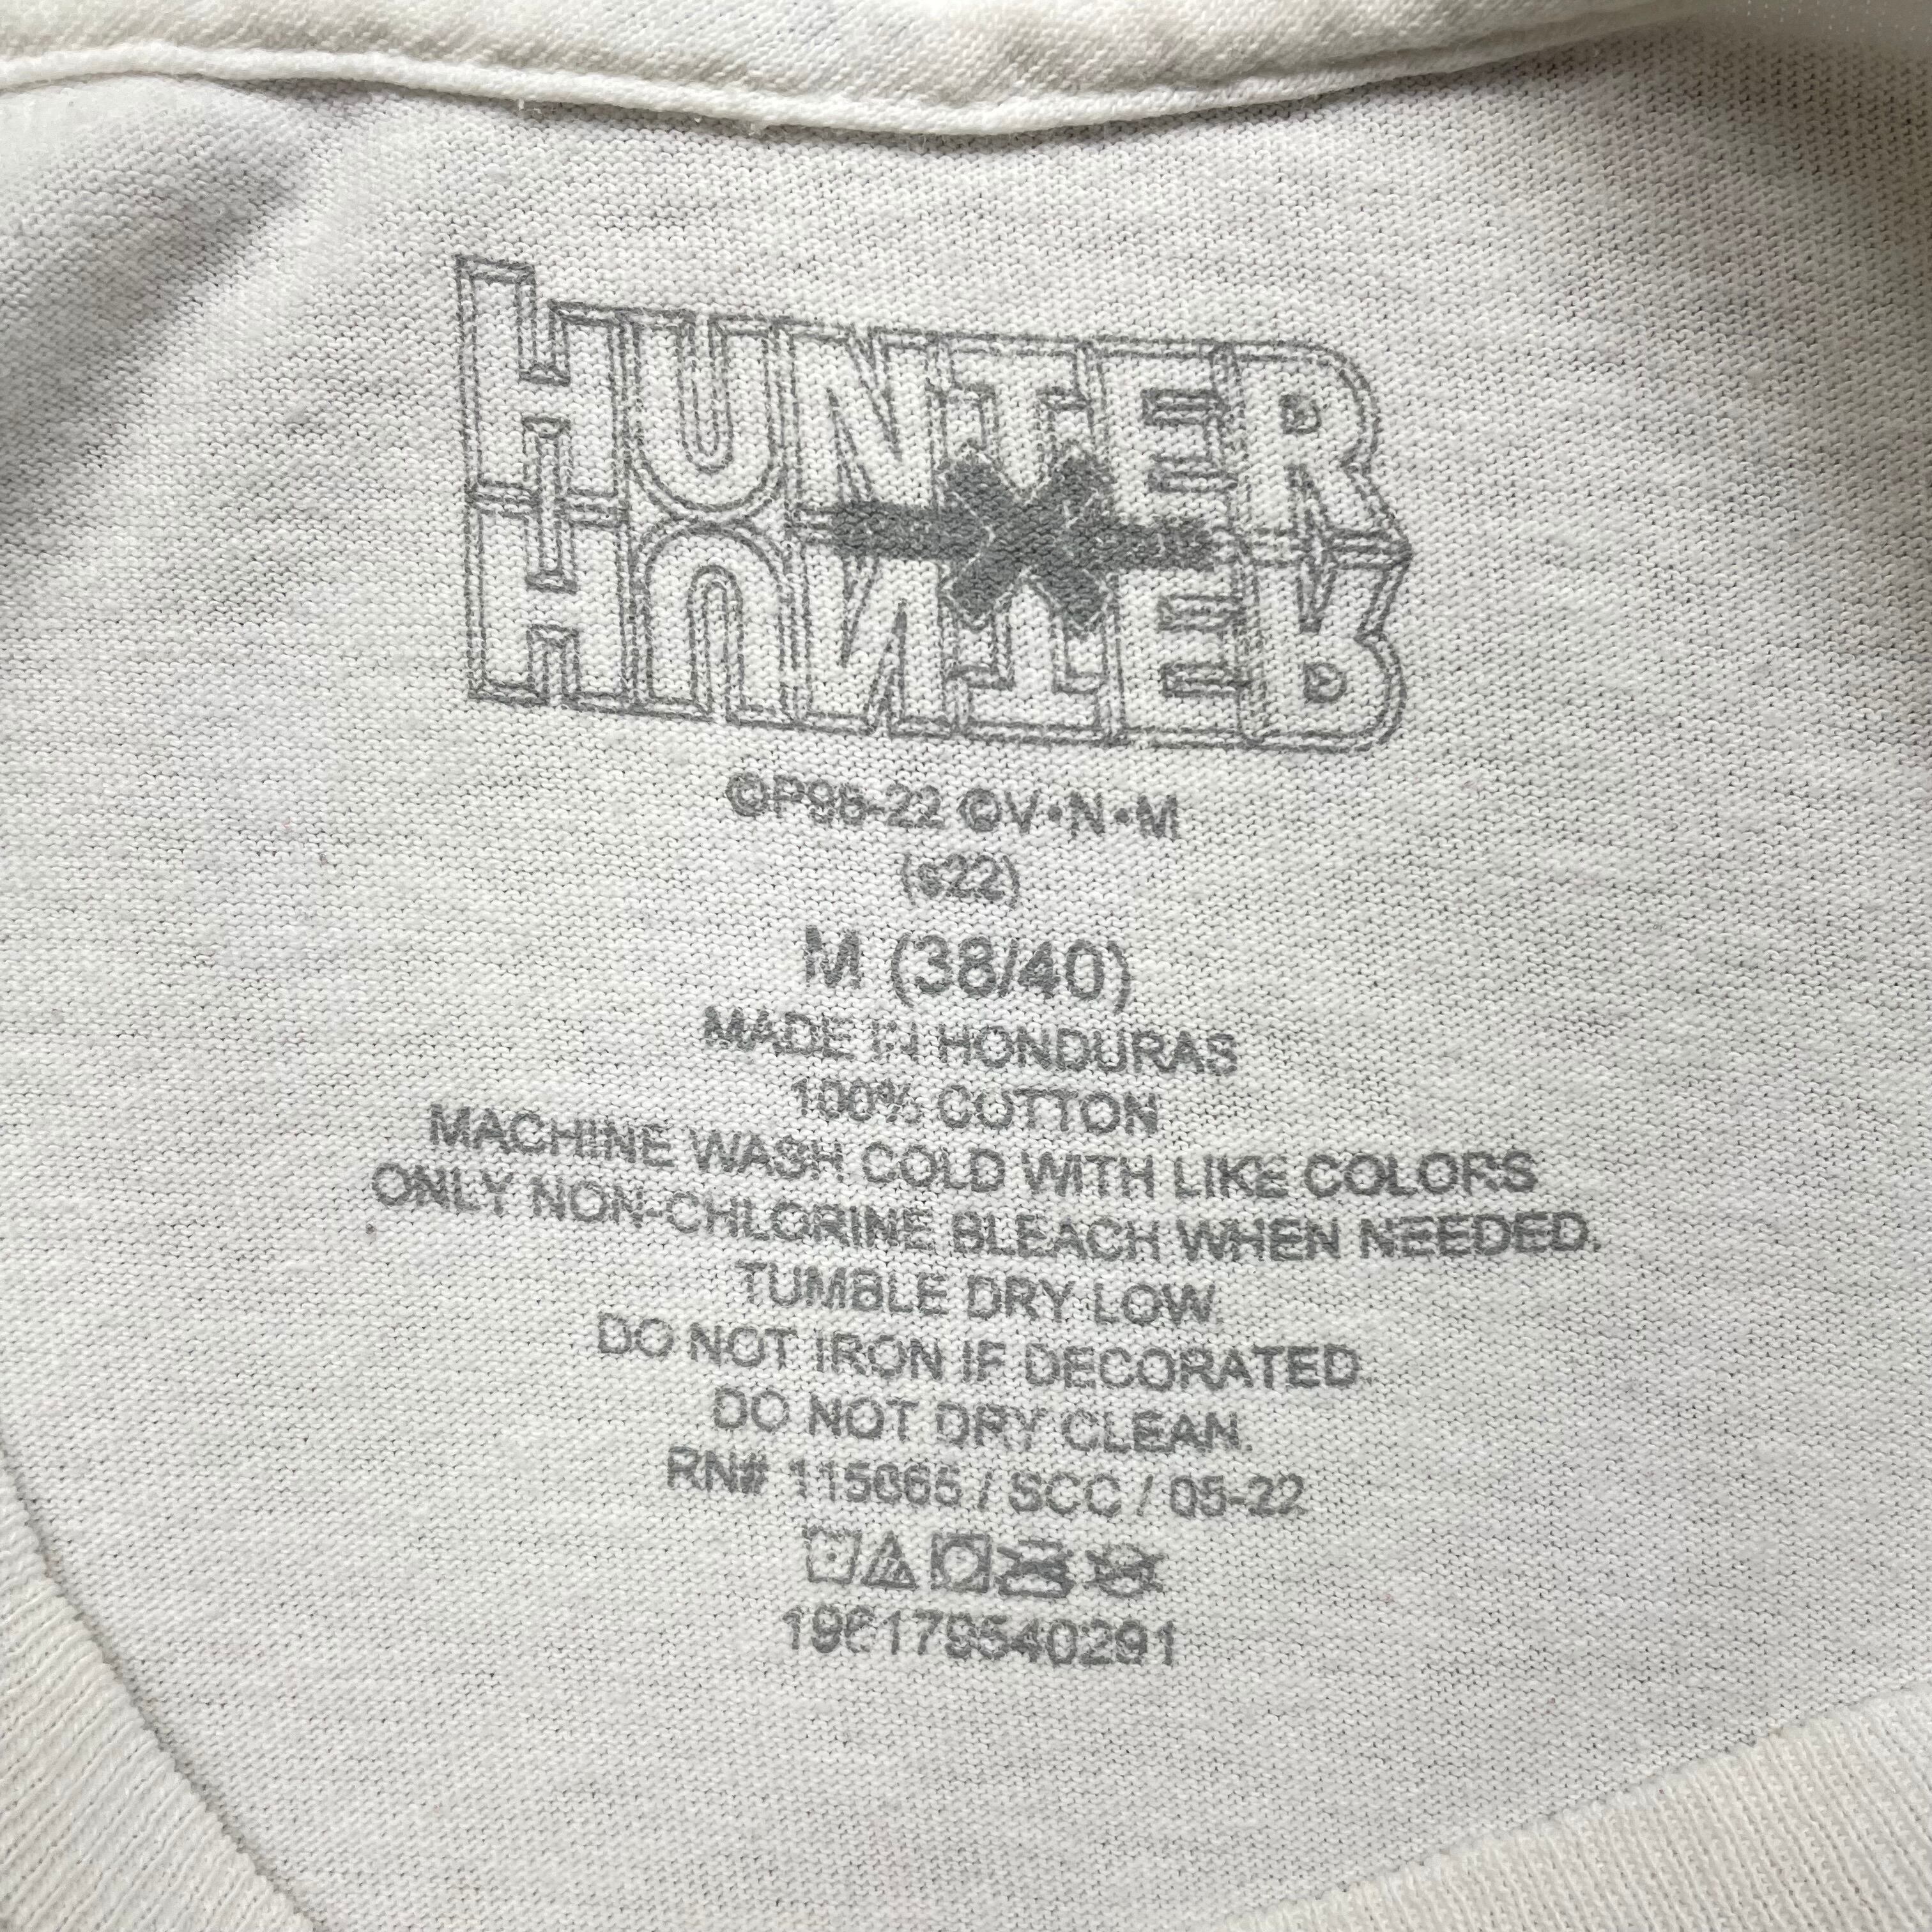 HUNTER
HUNTER
©P98-22 ©V•N•M
(s22)
M (38/40)
MADE IN HONDURAS
100% COTTON
MACHINE WASH COLD WITH LIKE COLORS
ONLY NON-CHLORINE BLEACH WHEN NEEDED.
TUMBLE DRY LOW.
DO NOT IRON IF DECORATED.
DO NOT DRY CLEAN.
RN# 115065 / SCC / 05-22
196179540291